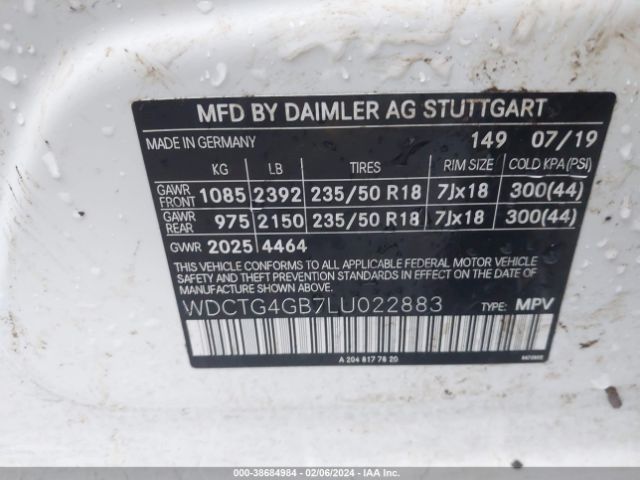 MFD BY DAIMLER AG STUTTGART
MADE IN GERMANY 149 07/19
KG LB TIRES RIM SIZE COLD KPA(PSI)
GAWR FRONT 1085 2392 235/50 R18 7Jx18 300(44)
GAWR REAR 975 2150 235/50 R18 7Jx18 300(44)
GVWR 2025 4464
THIS VEHICLE CONFORMS TO ALL APPLICABLE FEDERAL MOTOR VEHICLE
SAFETY AND THEFT PREVENTION STANDARDS IN EFFECT ON THE DATE
OF MANUFACTURE SHOWN ABOVE.
WDCTG4GB7LU022883 TYPE: MPV
A 204 817 76 20
000-38684984 - 02/06/2024 - IAA Inc.